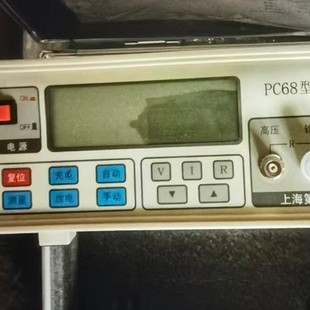 ON
OFF
电源
PC68型
高压
R
复位 充电 自动
测量 放电 手动
V I R
▼ ▲
上海第